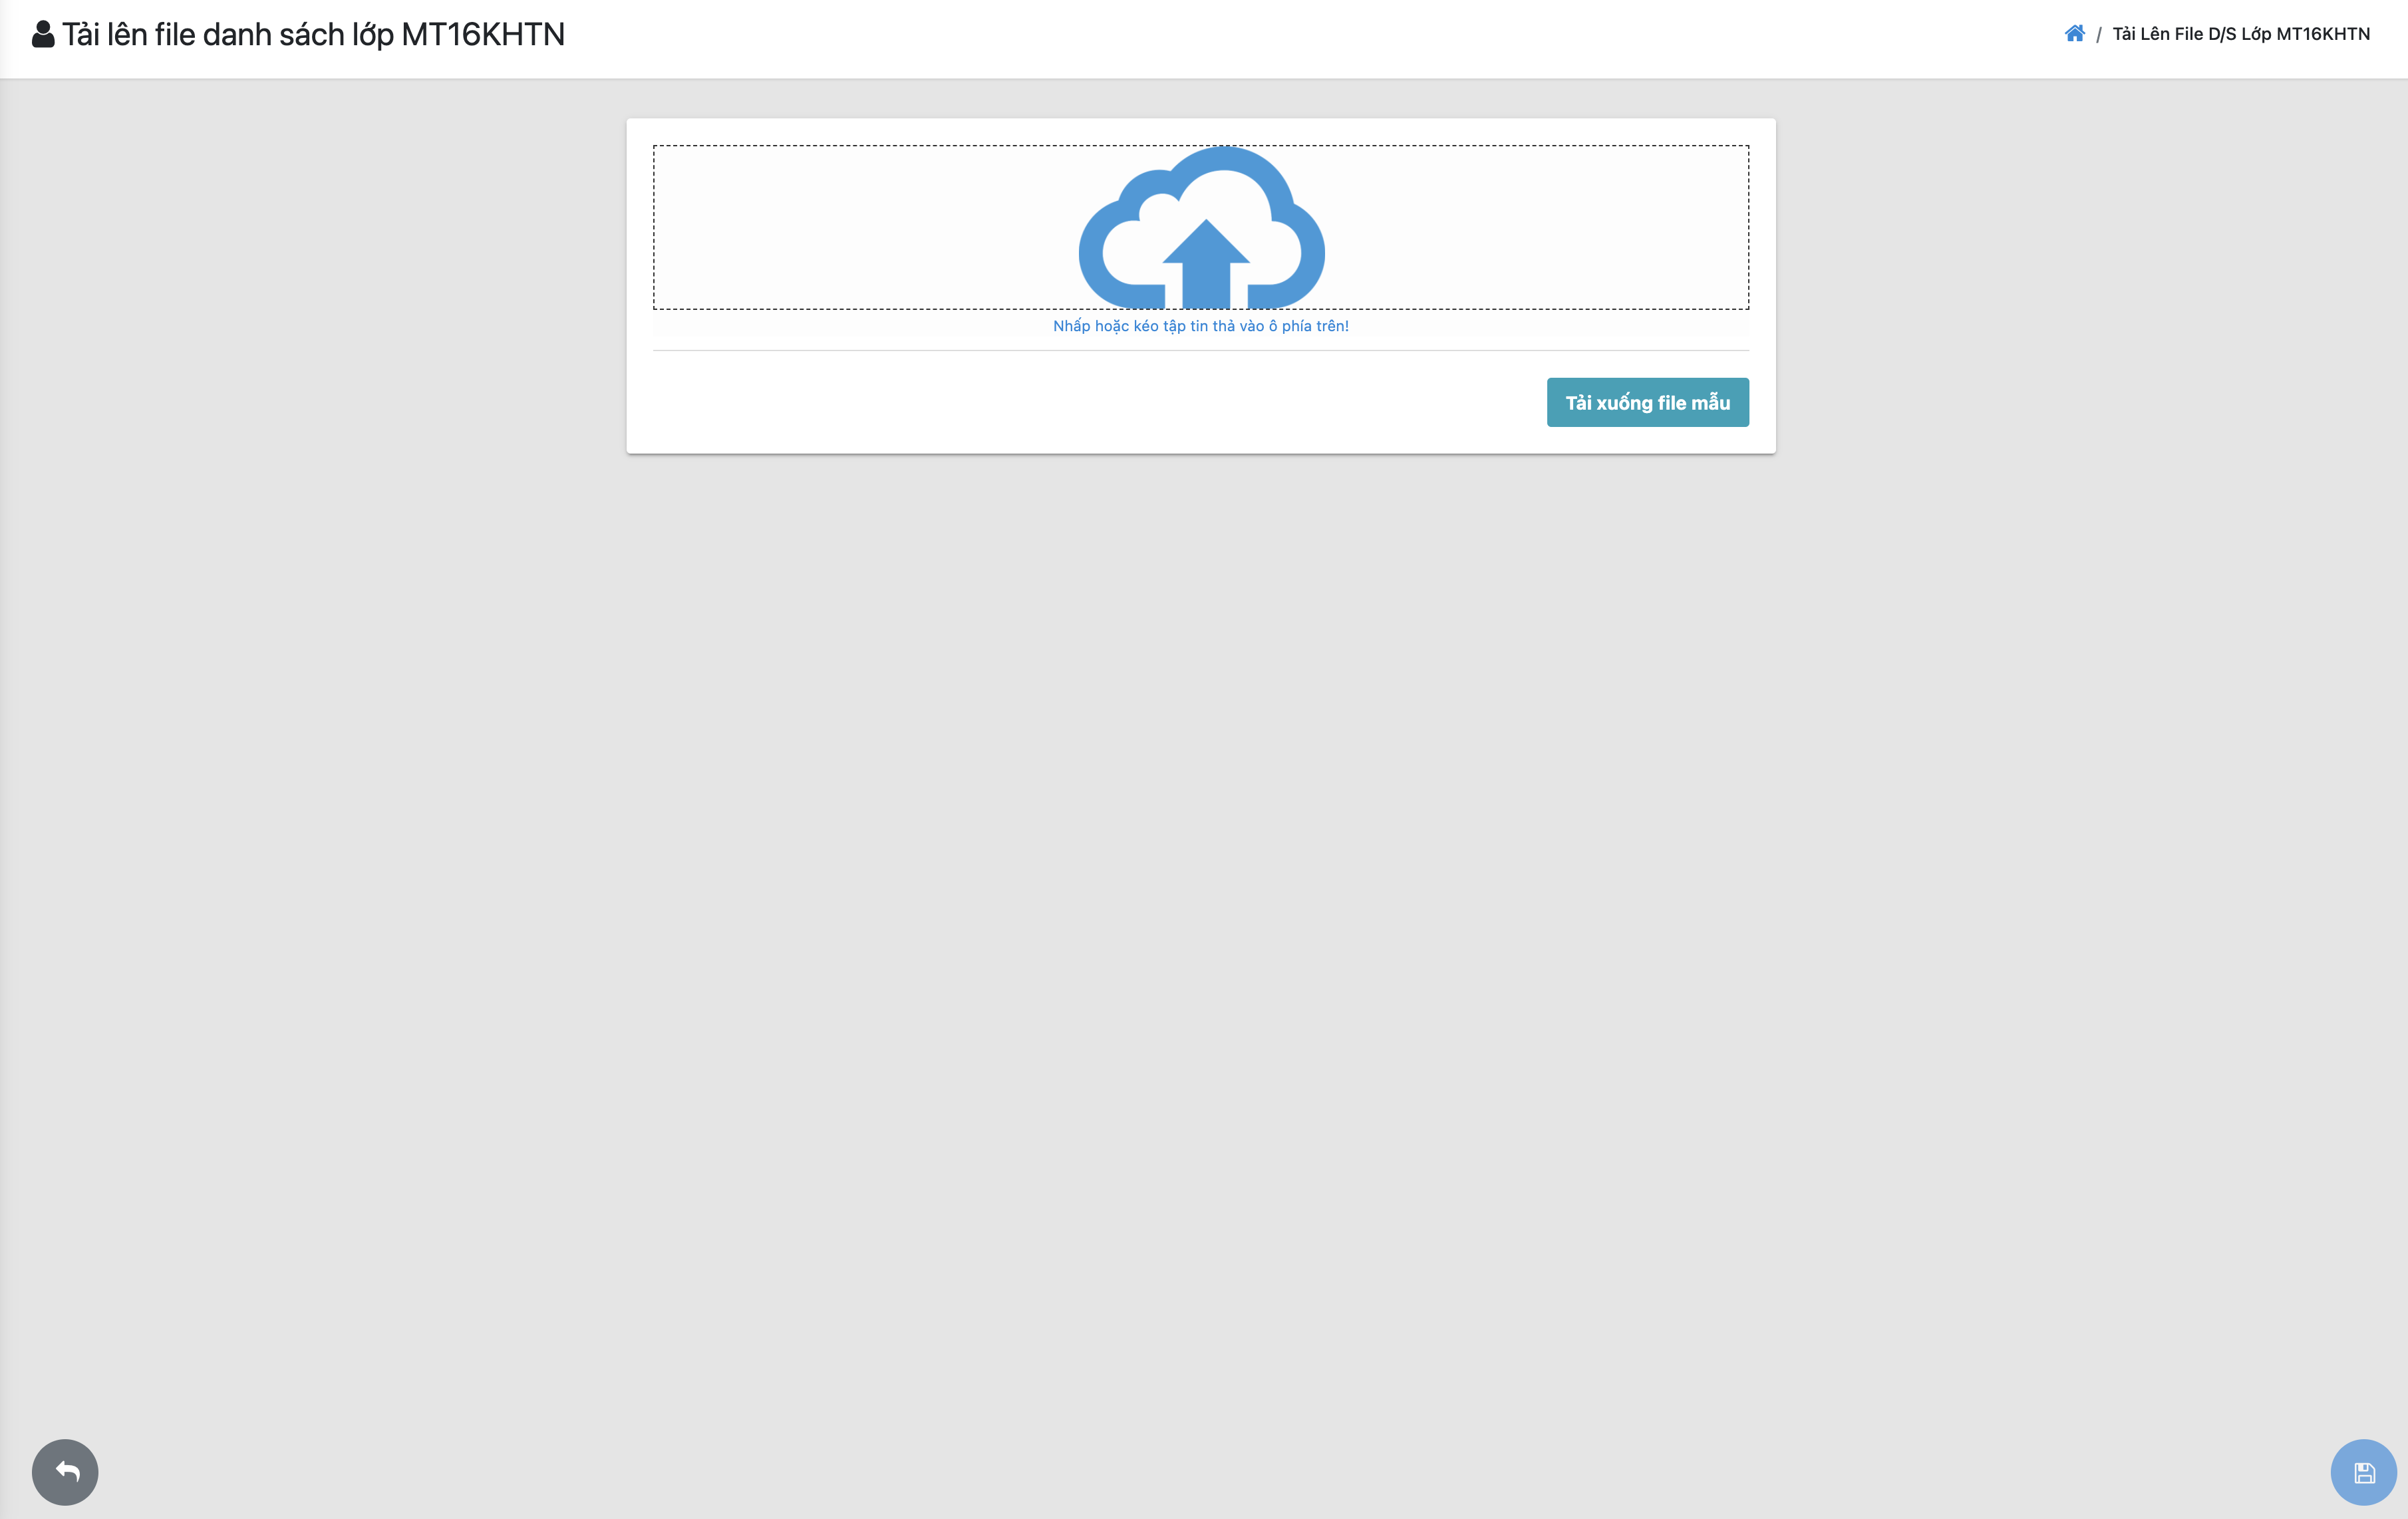 Tải lên file danh sách lớp MT16KHTN
/ Tải Lên File D/S Lớp MT16KHTN
Nhấp hoặc kéo tập tin thả vào ô phía trên!
Tải xuống file mẫu